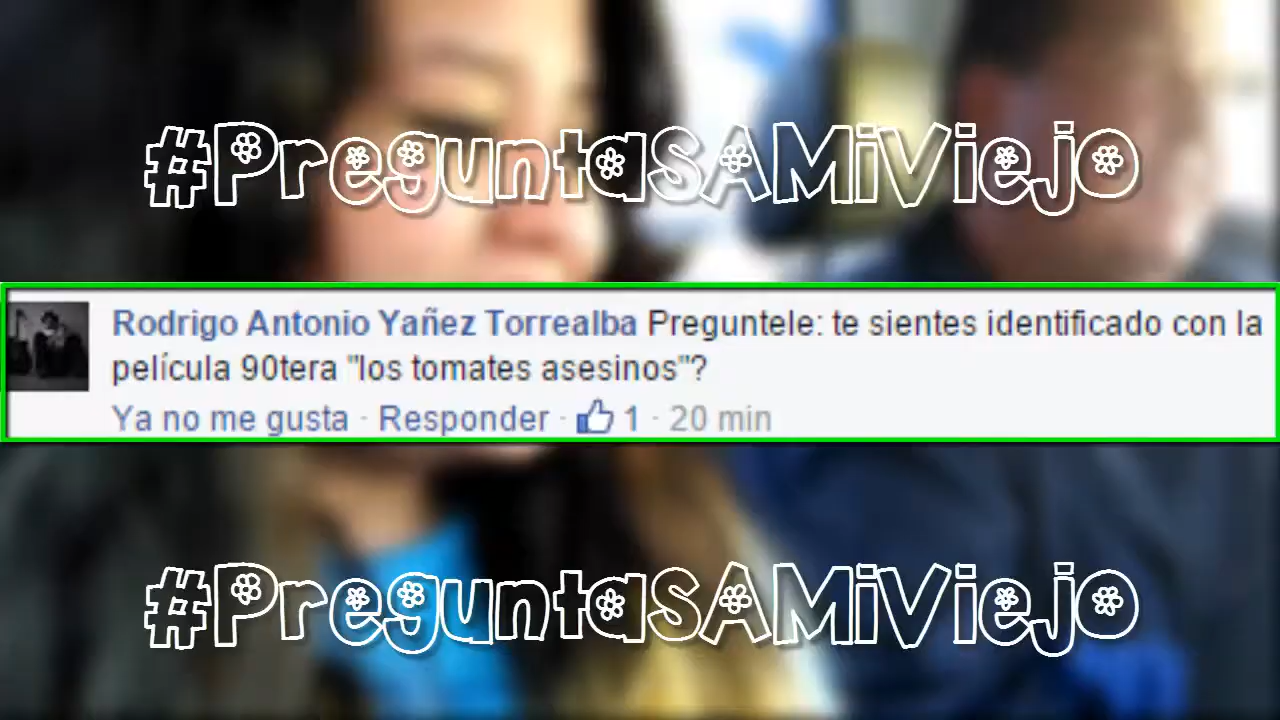 #PreguntasAMiViejo
Rodrigo Antonio Yañez Torrealba Preguntele: te sientes identificado con la
película 90tera "los tomates asesinos"?
Ya no me gusta · Responder · 1 · 20 min
#PreguntasAMiViejo